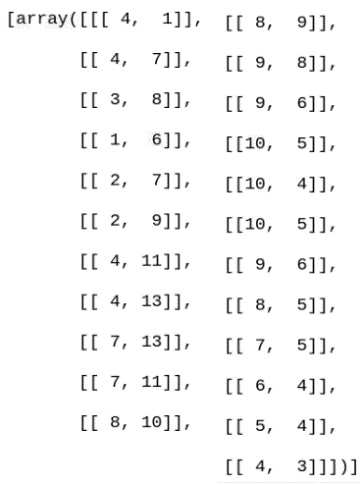 [array([[[ 4,  1]],
[[ 4,  7]],
[[ 3,  8]],
[[ 1,  6]],
[[ 2,  7]],
[[ 2,  9]],
[[ 4, 11]],
[[ 4, 13]],
[[ 7, 13]],
[[ 7, 11]],
[[ 8, 10]],
[[ 8,  9]],
[[ 9,  8]],
[[ 9,  6]],
[[10,  5]],
[[10,  4]],
[[10,  5]],
[[ 9,  6]],
[[ 8,  5]],
[[ 7,  5]],
[[ 6,  4]],
[[ 5,  4]],
[[ 4,  3]]])]